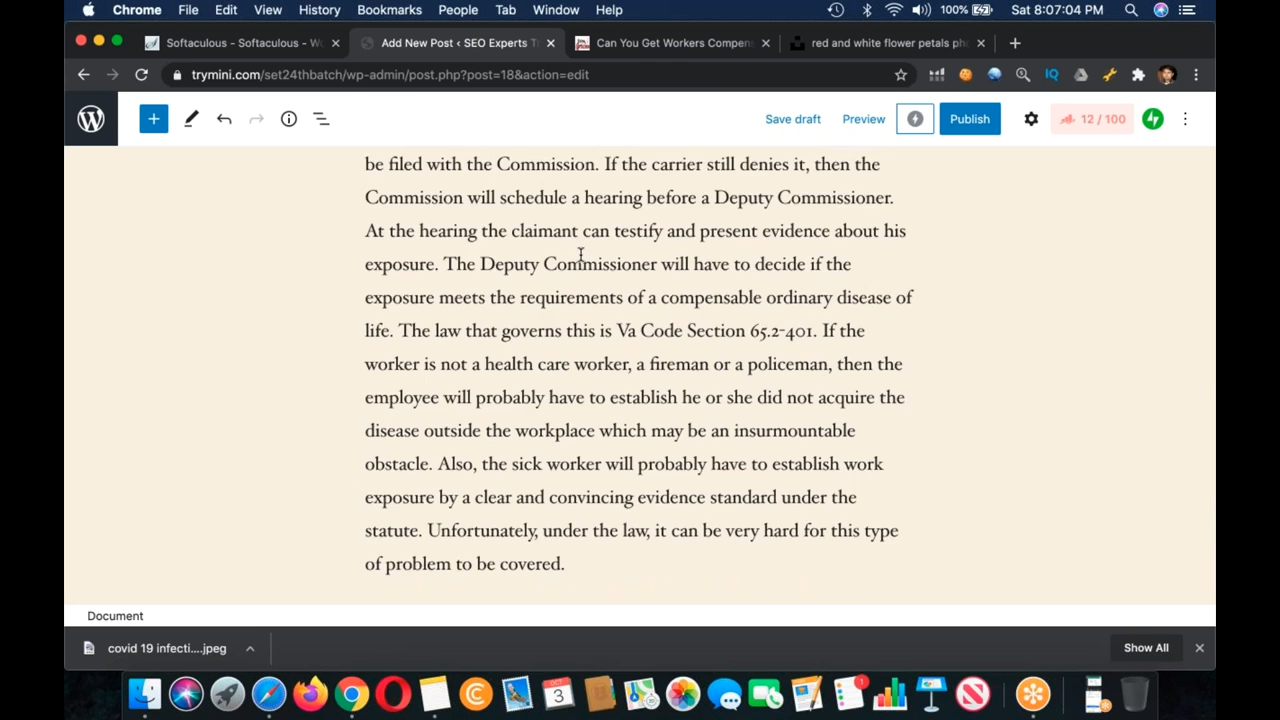 Chrome File Edit View History Bookmarks People Tab Window Help 100% Sat 8:07:04 PM
Softaculous - Softaculous - Wo
Add New Post ‹ SEO Experts T
Can You Get Workers Compens
red and white flower petals pho
trymini.com/set24thbatch/wp-admin/post.php?post=18&action=edit
IQ
Save draft Preview Publish 12 / 100
be filed with the Commission. If the carrier still denies it, then the
Commission will schedule a hearing before a Deputy Commissioner.
At the hearing the claimant can testify and present evidence about his
exposure. The Deputy Commissioner will have to decide if the
exposure meets the requirements of a compensable ordinary disease of
life. The law that governs this is Va Code Section 65.2-401. If the
worker is not a health care worker, a fireman or a policeman, then the
employee will probably have to establish he or she did not acquire the
disease outside the workplace which may be an insurmountable
obstacle. Also, the sick worker will probably have to establish work
exposure by a clear and convincing evidence standard under the
statute. Unfortunately, under the law, it can be very hard for this type
of problem to be covered.
Document
covid 19 infecti....jpeg
Show All
3
1